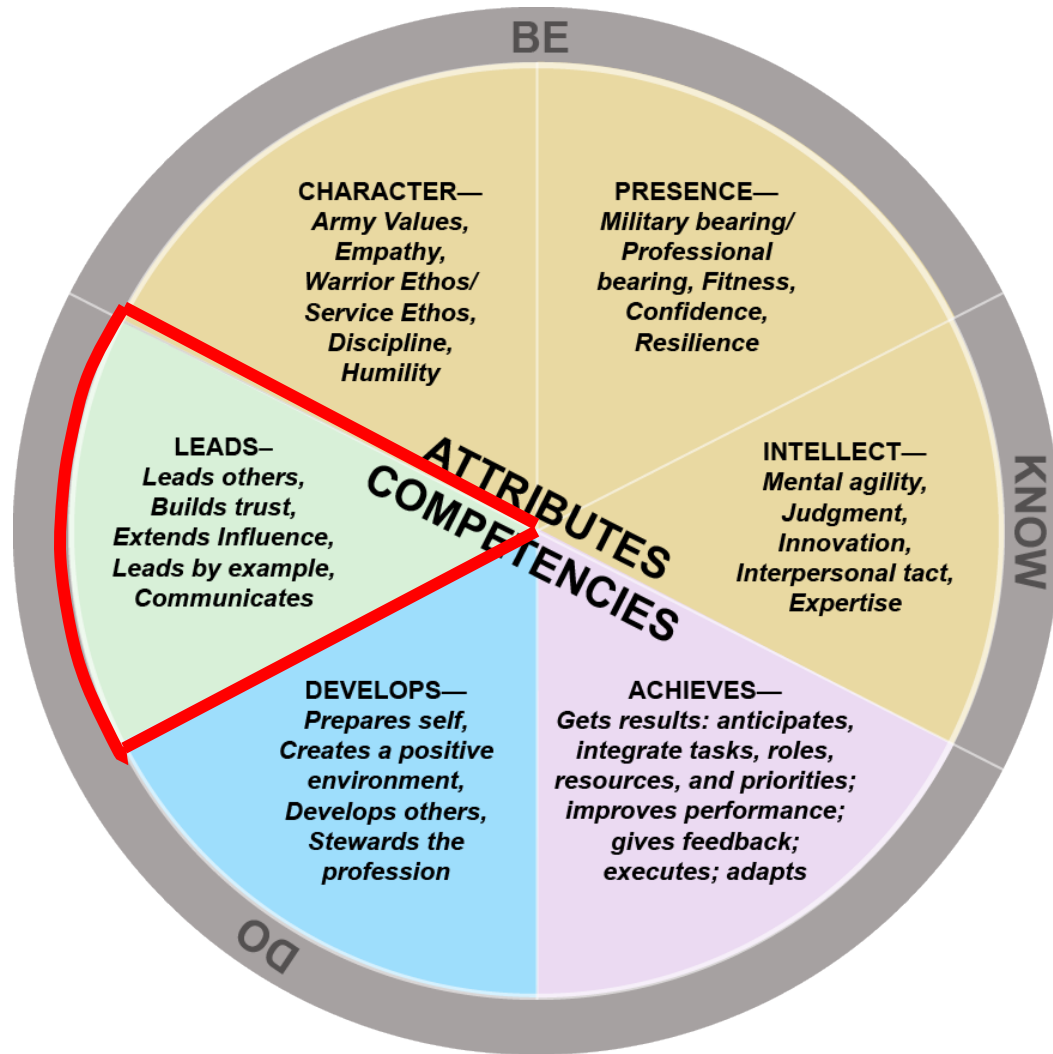 BE
CHARACTER—
Army Values,
Empathy,
Warrior Ethos/
Service Ethos,
Discipline,
Humility
PRESENCE—
Military bearing/
Professional
bearing, Fitness,
Confidence,
Resilience
INTELLECT—
Mental agility,
Judgment,
Innovation,
Interpersonal tact,
Expertise
KNOW
ATTRIBUTES
COMPETENCIES
LEADS–
Leads others,
Builds trust,
Extends Influence,
Leads by example,
Communicates
DEVELOPS—
Prepares self,
Creates a positive
environment,
Develops others,
Stewards the
profession
ACHIEVES—
Gets results: anticipates,
integrate tasks, roles,
resources, and priorities;
improves performance;
gives feedback;
executes; adapts
DO